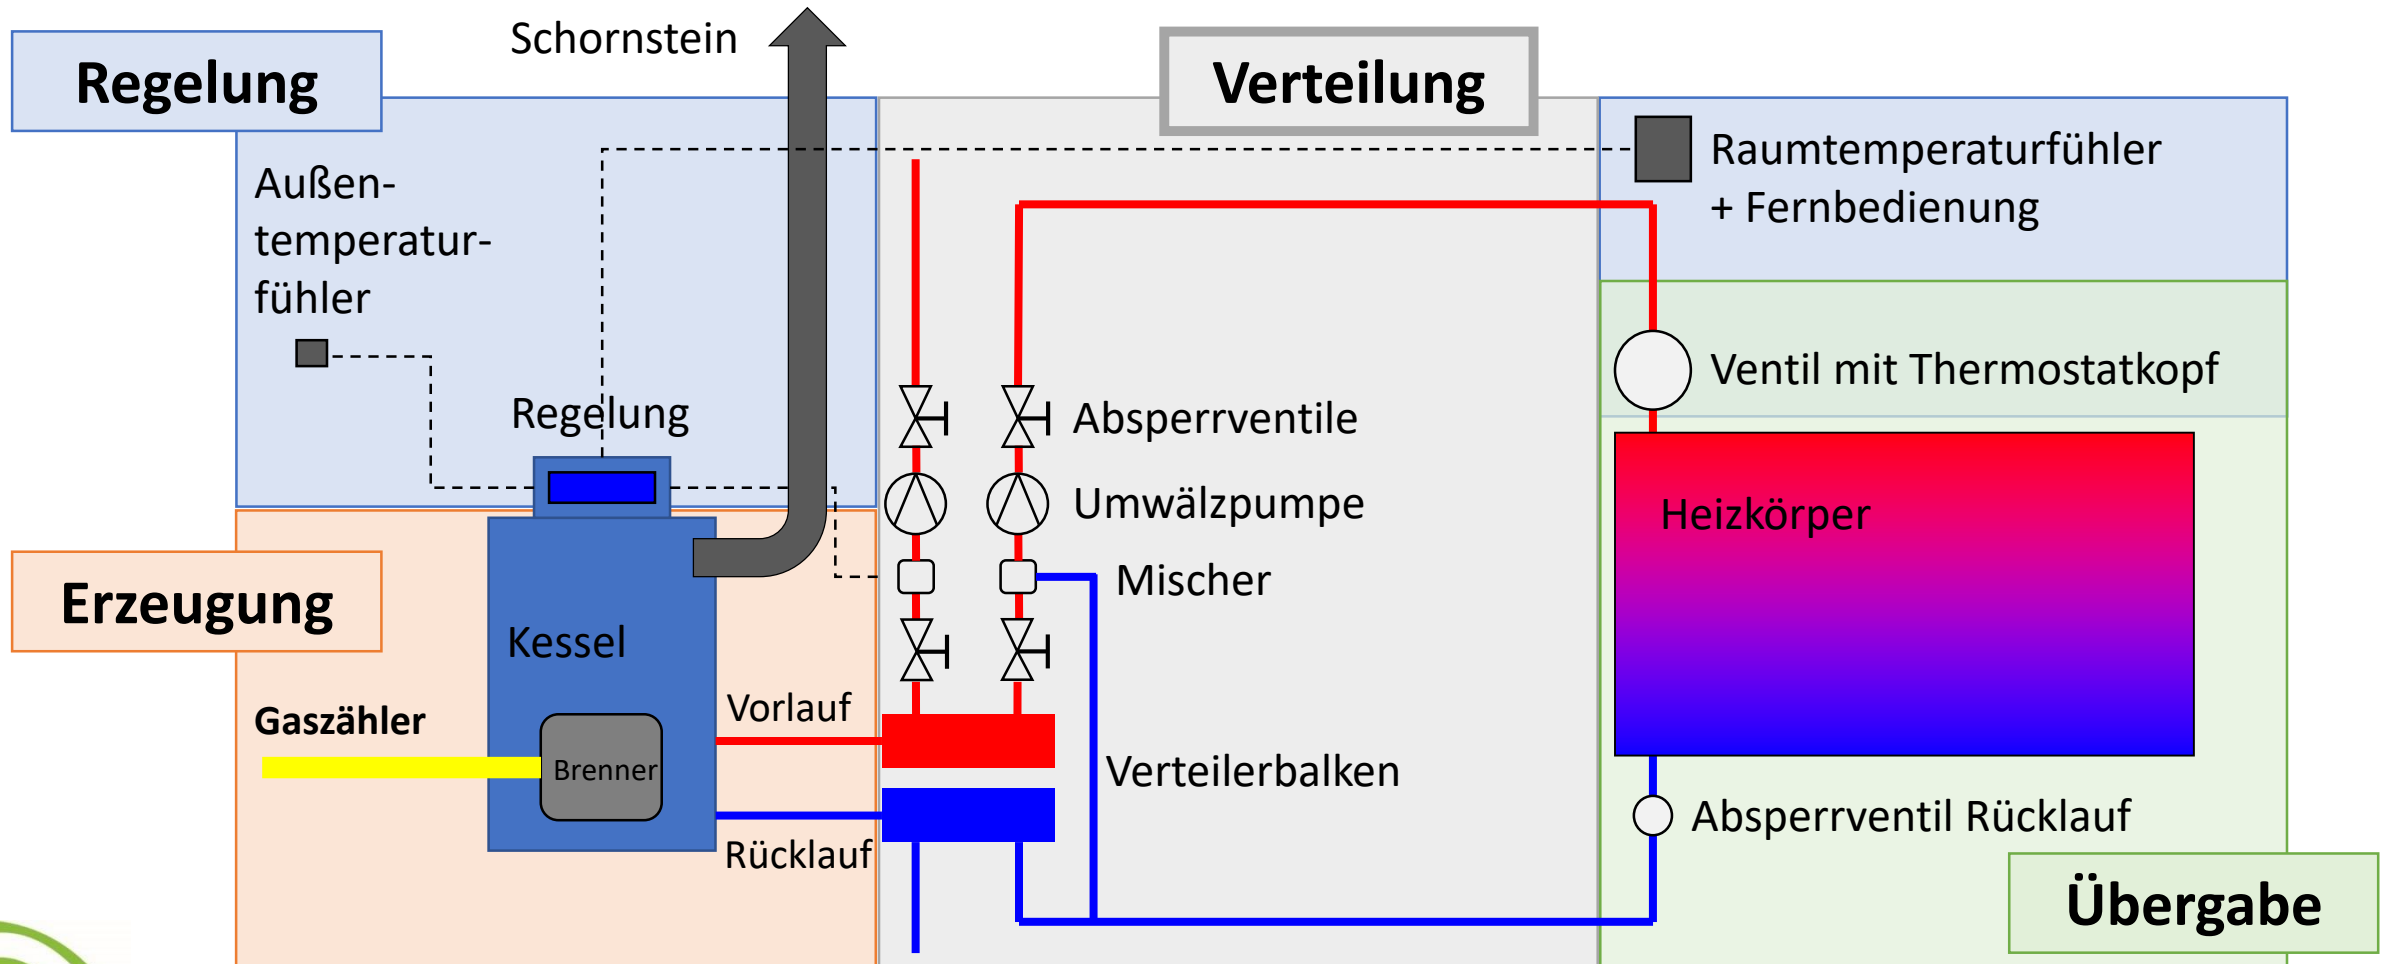 Schornstein
Regelung
Verteilung
Außen-
temperatur-
fühler
Raumtemperaturfühler
+ Fernbedienung
Regelung
Absperrventile
Ventil mit Thermostatkopf
Umwälzpumpe
Heizkörper
Mischer
Erzeugung
Kessel
Gaszähler
Vorlauf
Brenner
Verteilerbalken
Rücklauf
Absperrventil Rücklauf
Übergabe